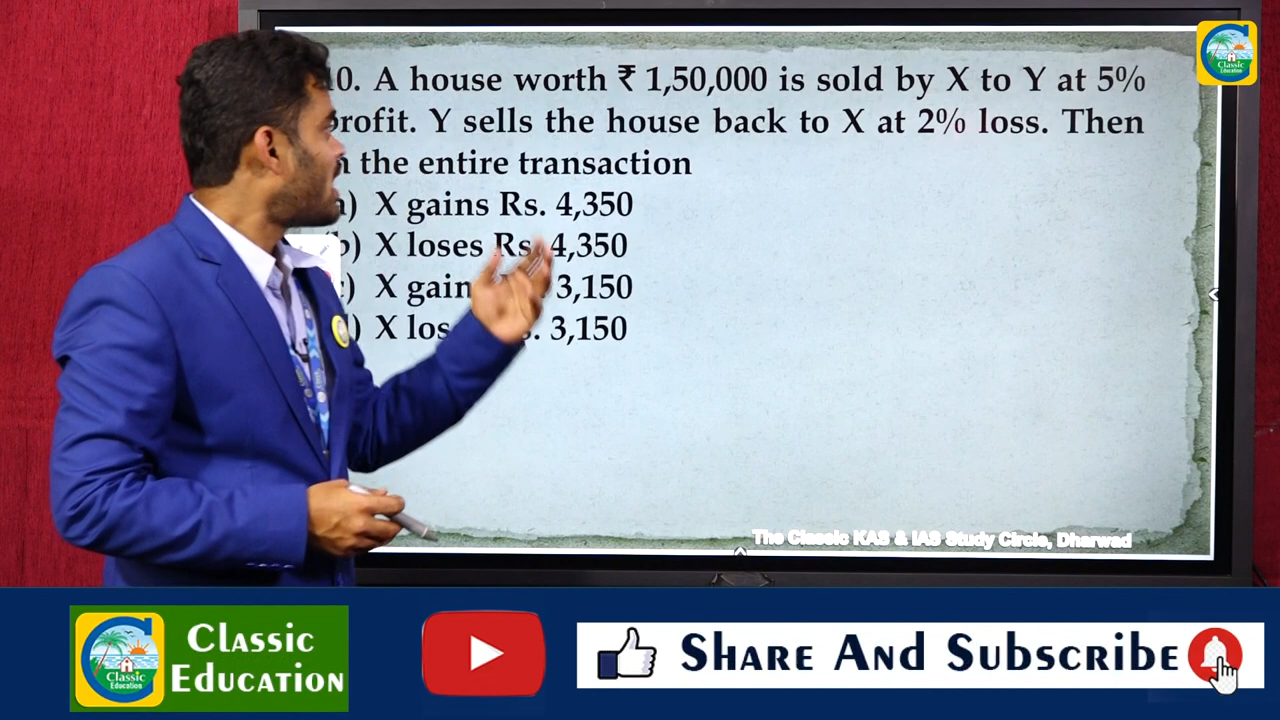 10. A house worth ₹ 1,50,000 is sold by X to Y at 5%
profit. Y sells the house back to X at 2% loss. Then
the entire transaction
a) X gains Rs. 4,350
(b) X loses Rs. 4,350
c) X gain 3,150
) X los s. 3,150
The Classic KAS & IAS Study Circle, Dharwad
Classic
Education
Classic
Education
Classic
Education
Share And Subscribe